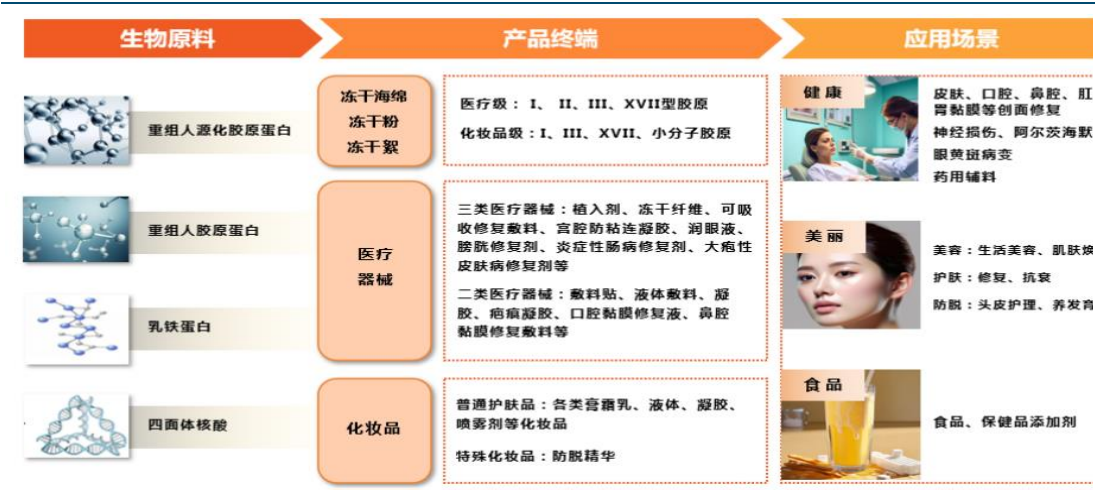 生物原料
产品终端
应用场景
重组人源化胶原蛋白
重组人胶原蛋白
乳铁蛋白
四面体核酸
冻干海绵
冻干粉
冻干絮
医疗级：I、 II、III、XVII型胶原
化妆品级：I、III、XVII、小分子胶原
医疗
器械
三类医疗器械：植入剂、冻干纤维、可吸
收修复敷料、宫腔防粘连凝胶、润眼液、
膀胱修复剂、炎症性肠病修复剂、大疱性
皮肤病修复剂等
二类医疗器械：敷料贴、液体敷料、凝
胶、疤痕凝胶、口腔黏膜修复液、鼻腔
黏膜修复敷料等
化妆品
普通护肤品：各类膏霜乳、液体、凝胶、
喷雾剂等化妆品
特殊化妆品：防脱精华
健康
皮肤、口腔、鼻腔、肛
胃黏膜等创面修复
神经损伤、阿尔茨海默
眼黄斑病变
药用辅料
美丽
美容：生活美容、肌肤焕
护肤：修复、抗衰
防脱：头皮护理、养发育
食品
食品、保健品添加剂